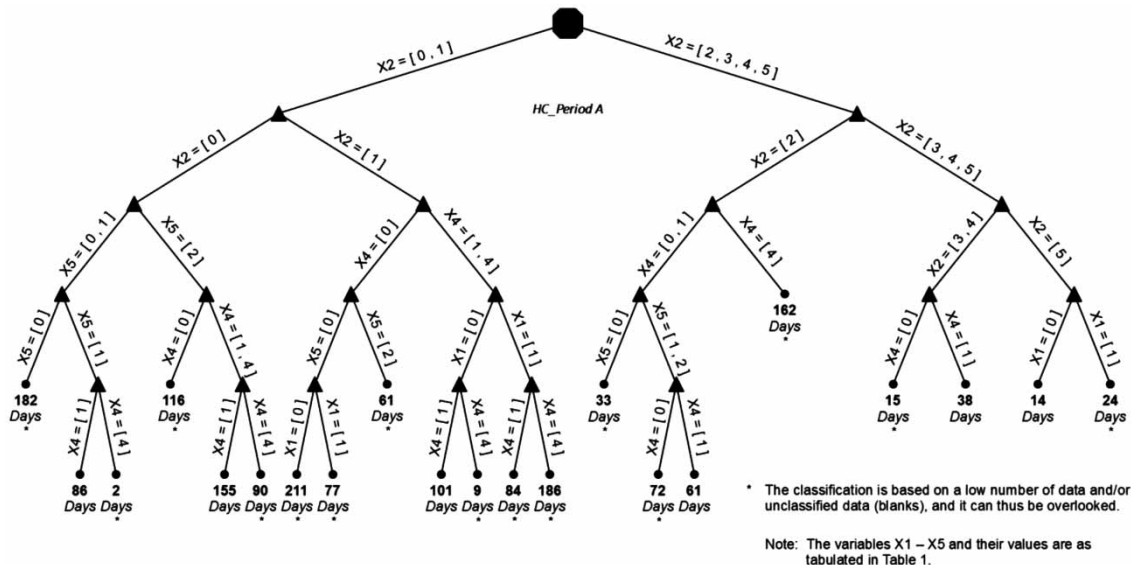 X2 = [0, 1]
X2 = [2, 3, 4, 5]
HC_Period A
X2 = [0]
X2 = [1]
X2 = [2]
X2 = [3, 4, 5]
X5 = [0, 1]
X5 = [2]
X4 = [0]
X4 = [1, 4]
X4 = [0, 1]
X4 = [4]
X2 = [3, 4]
X2 = [5]
X5 = [0]
X5 = [1]
X4 = [0]
X4 = [1, 4]
X5 = [0]
X5 = [2]
X1 = [0]
X1 = [1]
X5 = [0]
X5 = [1, 2]
162
Days
*
X4 = [0]
X4 = [1]
X1 = [0]
X1 = [1]
182
Days
*
X4 = [1]
X4 = [4]
116
Days
*
X4 = [1]
X4 = [4]
X1 = [0]
X1 = [1]
61
Days
*
X4 = [1]
X4 = [4]
X4 = [1]
X4 = [4]
33
Days
*
X4 = [0]
X4 = [1]
15
Days
*
38
Days
14
Days
24
Days
*
86
Days
2
Days
*
155
Days
90
Days
*
211
Days
*
77
Days
*
101
Days
9
Days
*
84
Days
*
186
Days
*
72
Days
*
61
Days
* The classification is based on a low number of data and/or
unclassified data (blanks), and it can thus be overlooked.
Note: The variables X1 – X5 and their values are as
tabulated in Table 1.